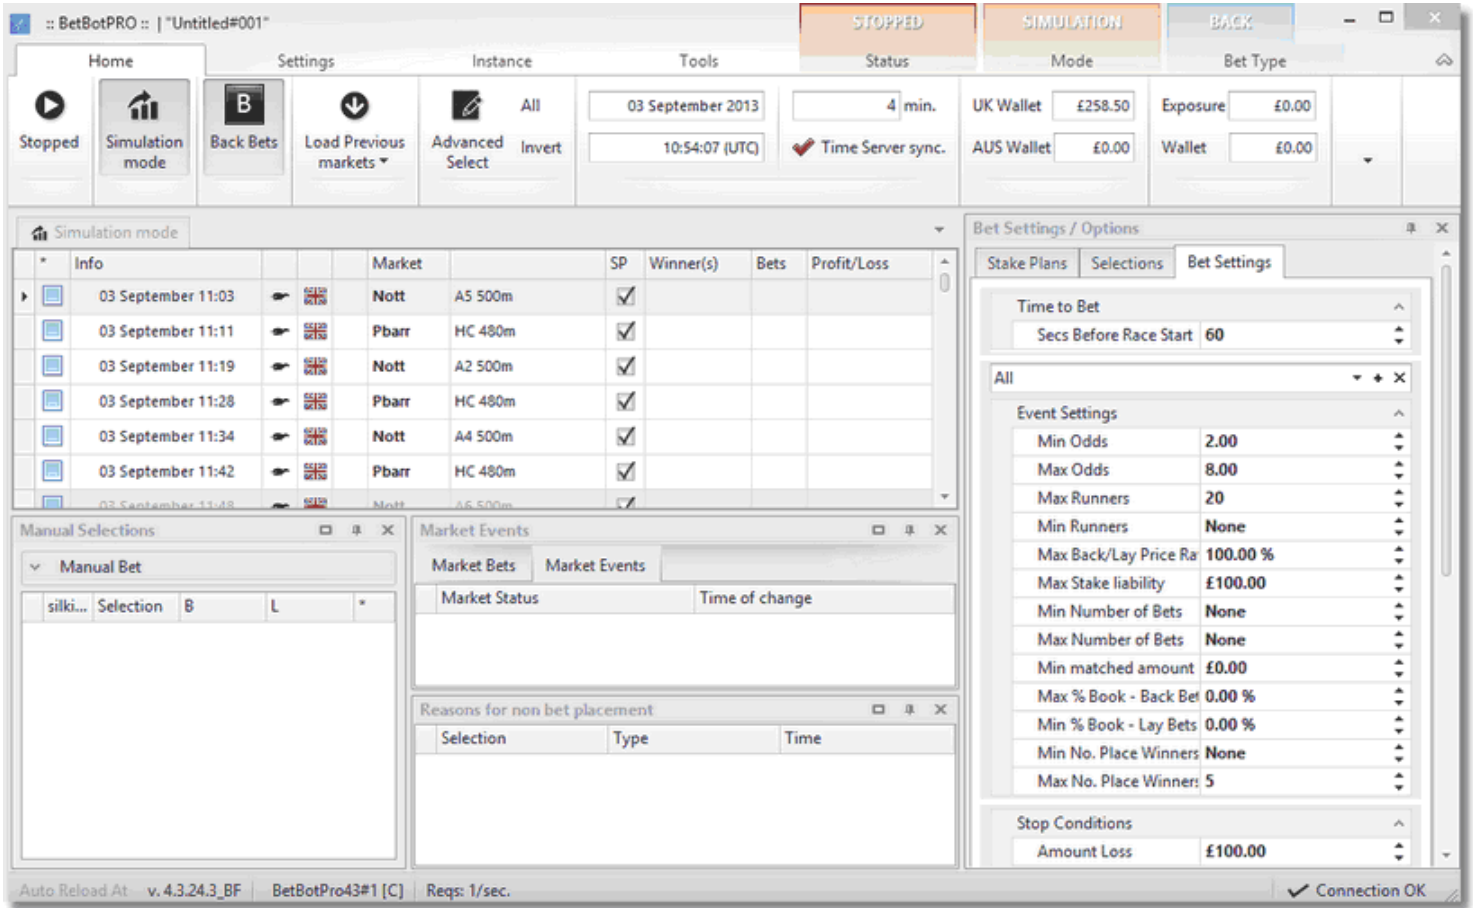 :: BetBotPRO :: | "Untitled#001"
STOPPED SIMULATION BACK
Home Settings Instance Tools Status Mode Bet Type
All 03 September 2013 4 min. UK Wallet £258.50 Exposure £0.00
Stopped Simulation mode Back Bets Load Previous markets Advanced Select Invert 10:54:07 (UTC) Time Server sync. AUS Wallet £0.00 Wallet £0.00
Simulation mode
* Info Market SP Winner(s) Bets Profit/Loss
03 September 11:03 Nott A5 500m
03 September 11:11 Pbarr HC 480m
03 September 11:19 Nott A2 500m
03 September 11:28 Pbarr HC 480m
03 September 11:34 Nott A4 500m
03 September 11:42 Pbarr HC 480m
03 September 11:48 Nott A6 500m
Manual Selections
Manual Bet
silki... Selection B L *
Market Events
Market Bets Market Events
Market Status Time of change
Reasons for non bet placement
Selection Type Time
Bet Settings / Options
Stake Plans Selections Bet Settings
Time to Bet
Secs Before Race Start 60
All
Event Settings
Min Odds 2.00
Max Odds 8.00
Max Runners 20
Min Runners None
Max Back/Lay Price Ra 100.00 %
Max Stake liability £100.00
Min Number of Bets None
Max Number of Bets None
Min matched amount £0.00
Max % Book - Back Bet 0.00 %
Min % Book - Lay Bets 0.00 %
Min No. Place Winners None
Max No. Place Winners 5
Stop Conditions
Amount Loss £100.00
Auto Reload At v. 4.3.24.3_BF BetBotPro43#1 [C] Reqs: 1/sec. Connection OK